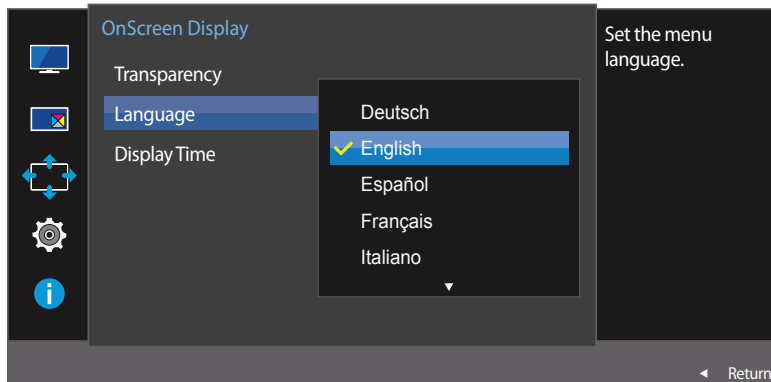 OnScreen Display
Transparency
Language
Display Time
Deutsch
English
Español
Français
Italiano
Set the menu
language.
Return